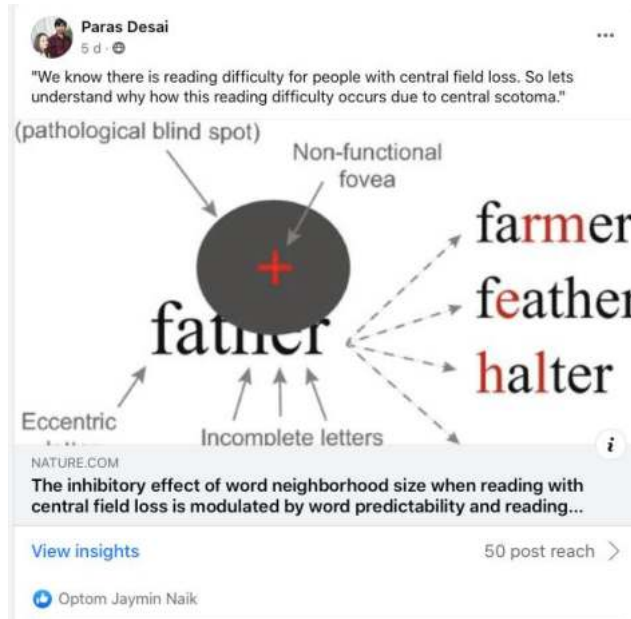 Paras Desai
5 d
"We know there is reading difficulty for people with central field loss. So lets
understand why how this reading difficulty occurs due to central scotoma."
(pathological blind spot)
Non-functional
fovea
farmer
father
feather
halter
Eccentric
Incomplete letters
NATURE.COM
The inhibitory effect of word neighborhood size when reading with
central field loss is modulated by word predictability and reading...
View insights
50 post reach
Optom Jaymin Naik